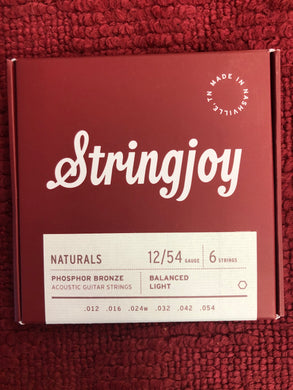 MADE IN NASHVILLE, TN
Stringjoy
NATURALS
12/54 GAUGE
6 STRINGS
PHOSPHOR BRONZE
ACOUSTIC GUITAR STRINGS
BALANCED
LIGHT
.012 .016 .024w .032 .042 .054